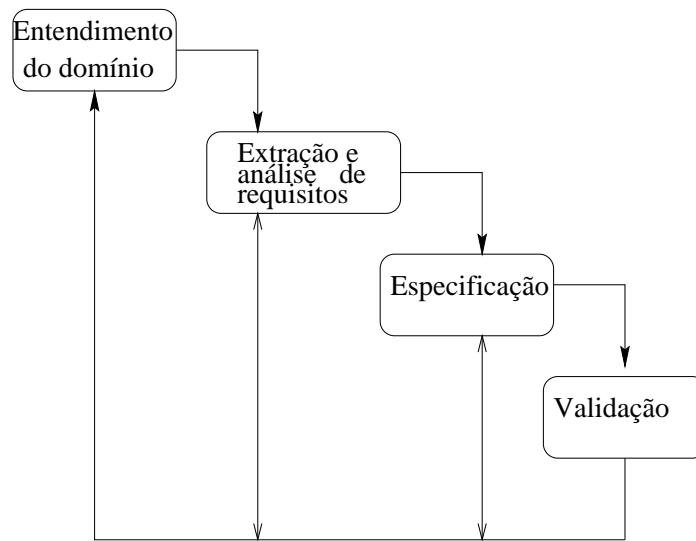 Entendimento
do domínio
Extração e
análise de
requisitos
Especificação
Validação